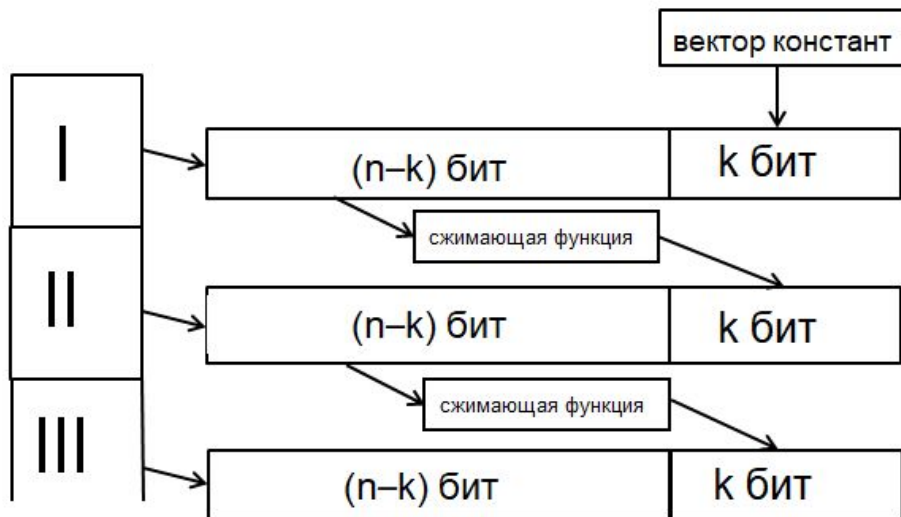 вектор констант
I
(n–k) бит
k бит
сжимающая функция
II
(n–k) бит
k бит
сжимающая функция
III
(n–k) бит
k бит